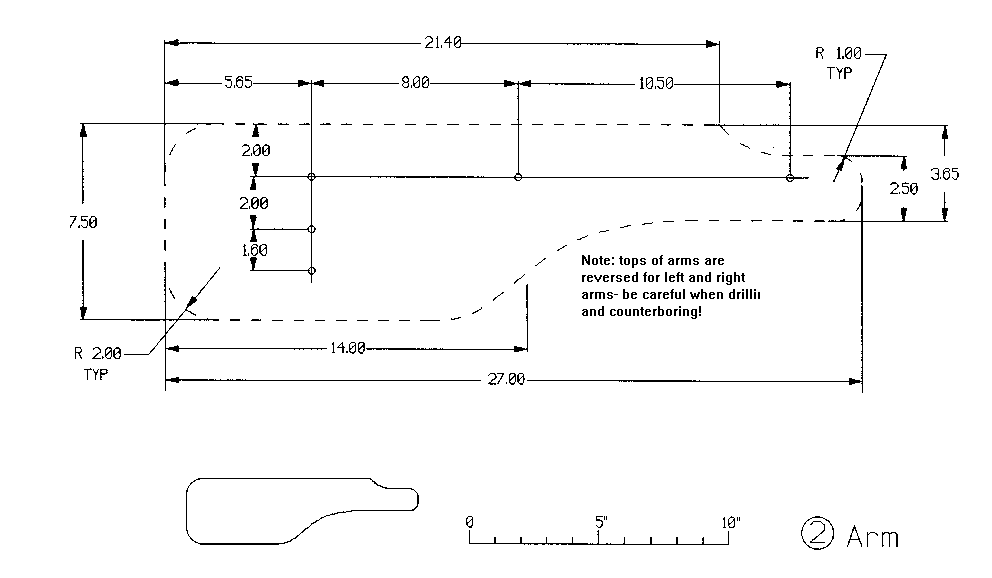 21.40
R 1.00
TYP
5.65
8.00
10.50
2.00
3.65
2.50
2.00
7.50
1.60
Note: tops of arms are
reversed for left and right
arms- be careful when
and counterboring!
R 2.00
TYP
14.00
27.00
0 5" 10"
2 Arm